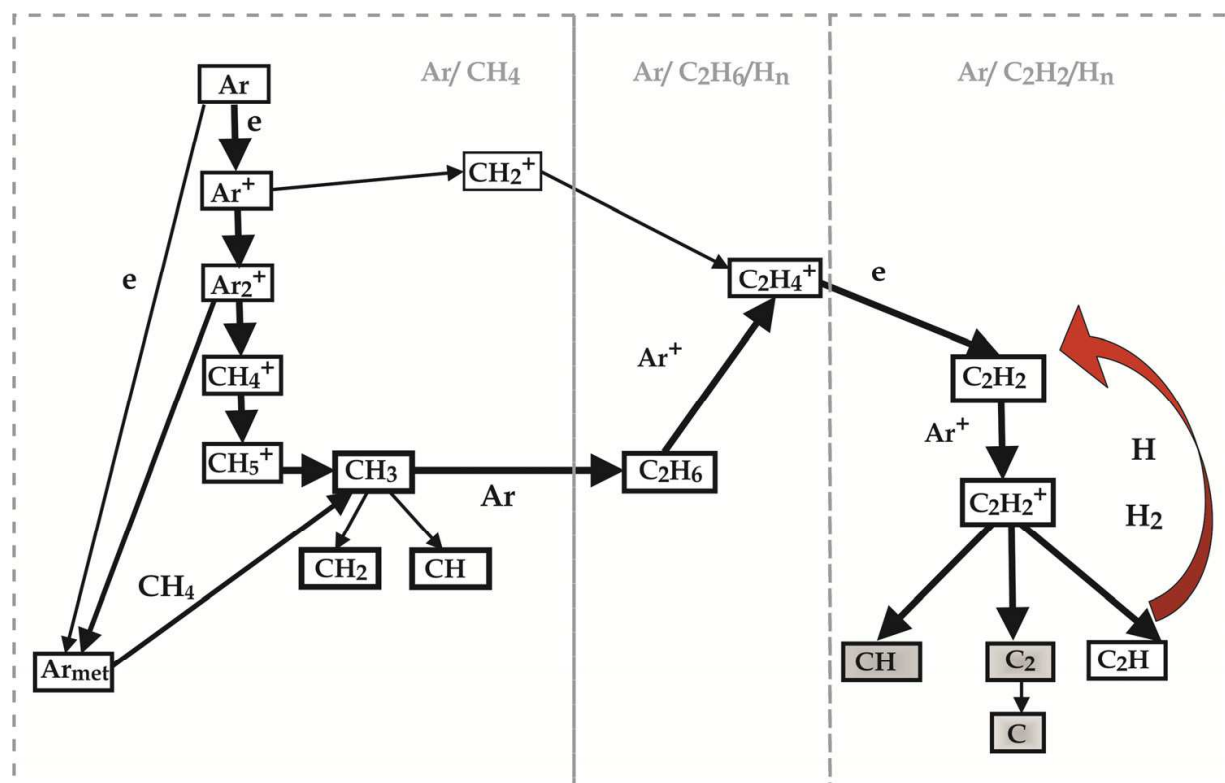 Ar/ CH₄
Ar/ C₂H₆/Hₙ
Ar/ C₂H₂/Hₙ
Ar
e
Ar⁺
CH₂⁺
e
Ar₂⁺
C₂H₄⁺
e
CH₄⁺
Ar⁺
C₂H₂
Ar⁺
H
CH₅⁺
CH₃
Ar
C₂H₆
C₂H₂⁺
H₂
CH₂
CH
CH₄
Ar_met
CH
C₂
C₂H
C